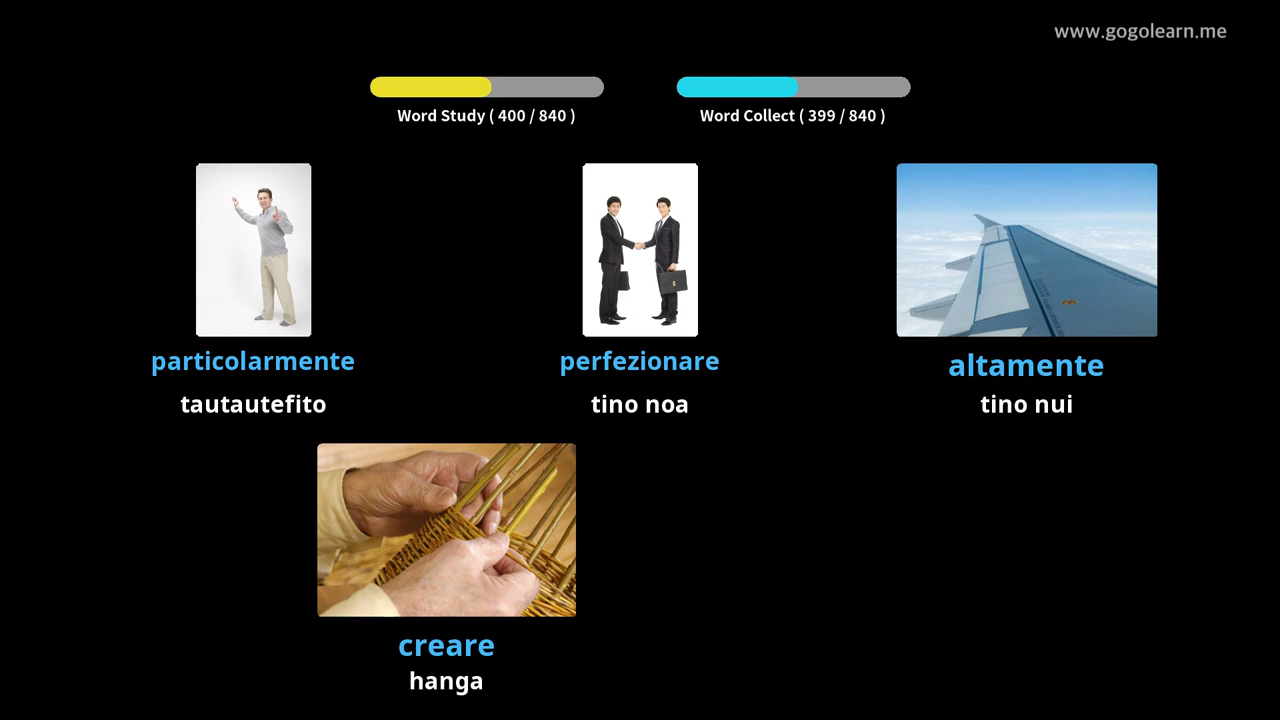 www.gogolearn.me
Word Study ( 400 / 840 )
Word Collect ( 399 / 840 )
particolarmente
tautautefito
perfezionare
tino noa
altamente
tino nui
creare
hanga